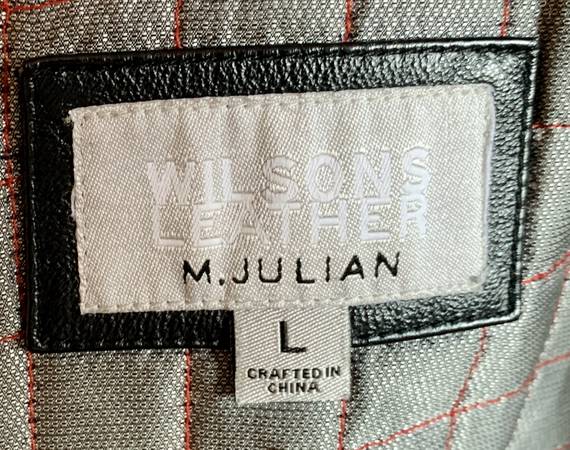 WILSONS
LEATHER
M.JULIAN
L
CRAFTED IN
CHINA